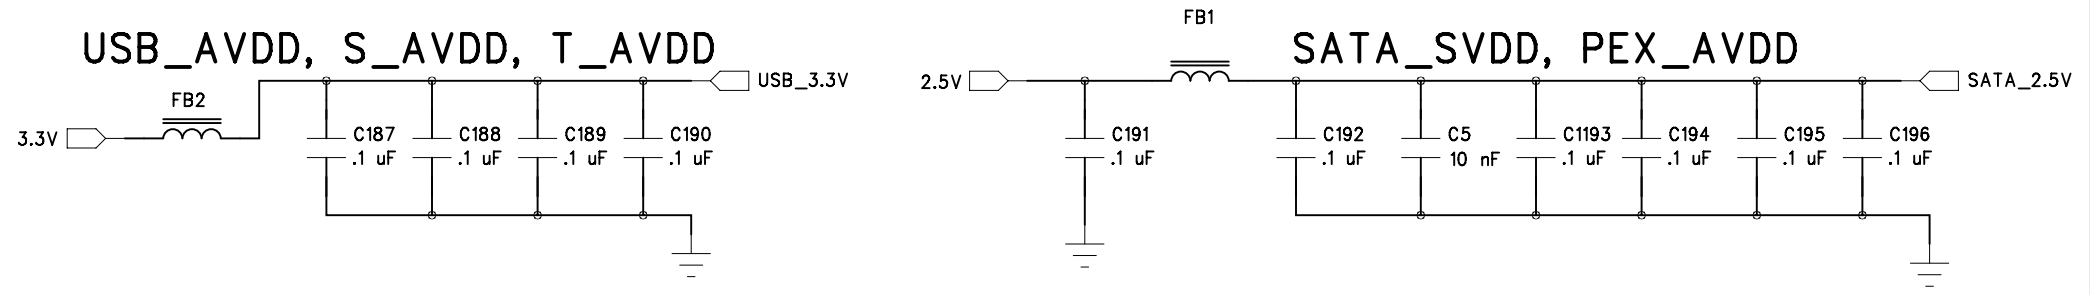 USB_AVDD, S_AVDD, T_AVDD
FB2
3.3V
USB_3.3V
C187
.1 uF
C188
.1 uF
C189
.1 uF
C190
.1 uF
FB1
SATA_SVDD, PEX_AVDD
2.5V
SATA_2.5V
C191
.1 uF
C192
.1 uF
C5
10 nF
C1193
.1 uF
C194
.1 uF
C195
.1 uF
C196
.1 uF